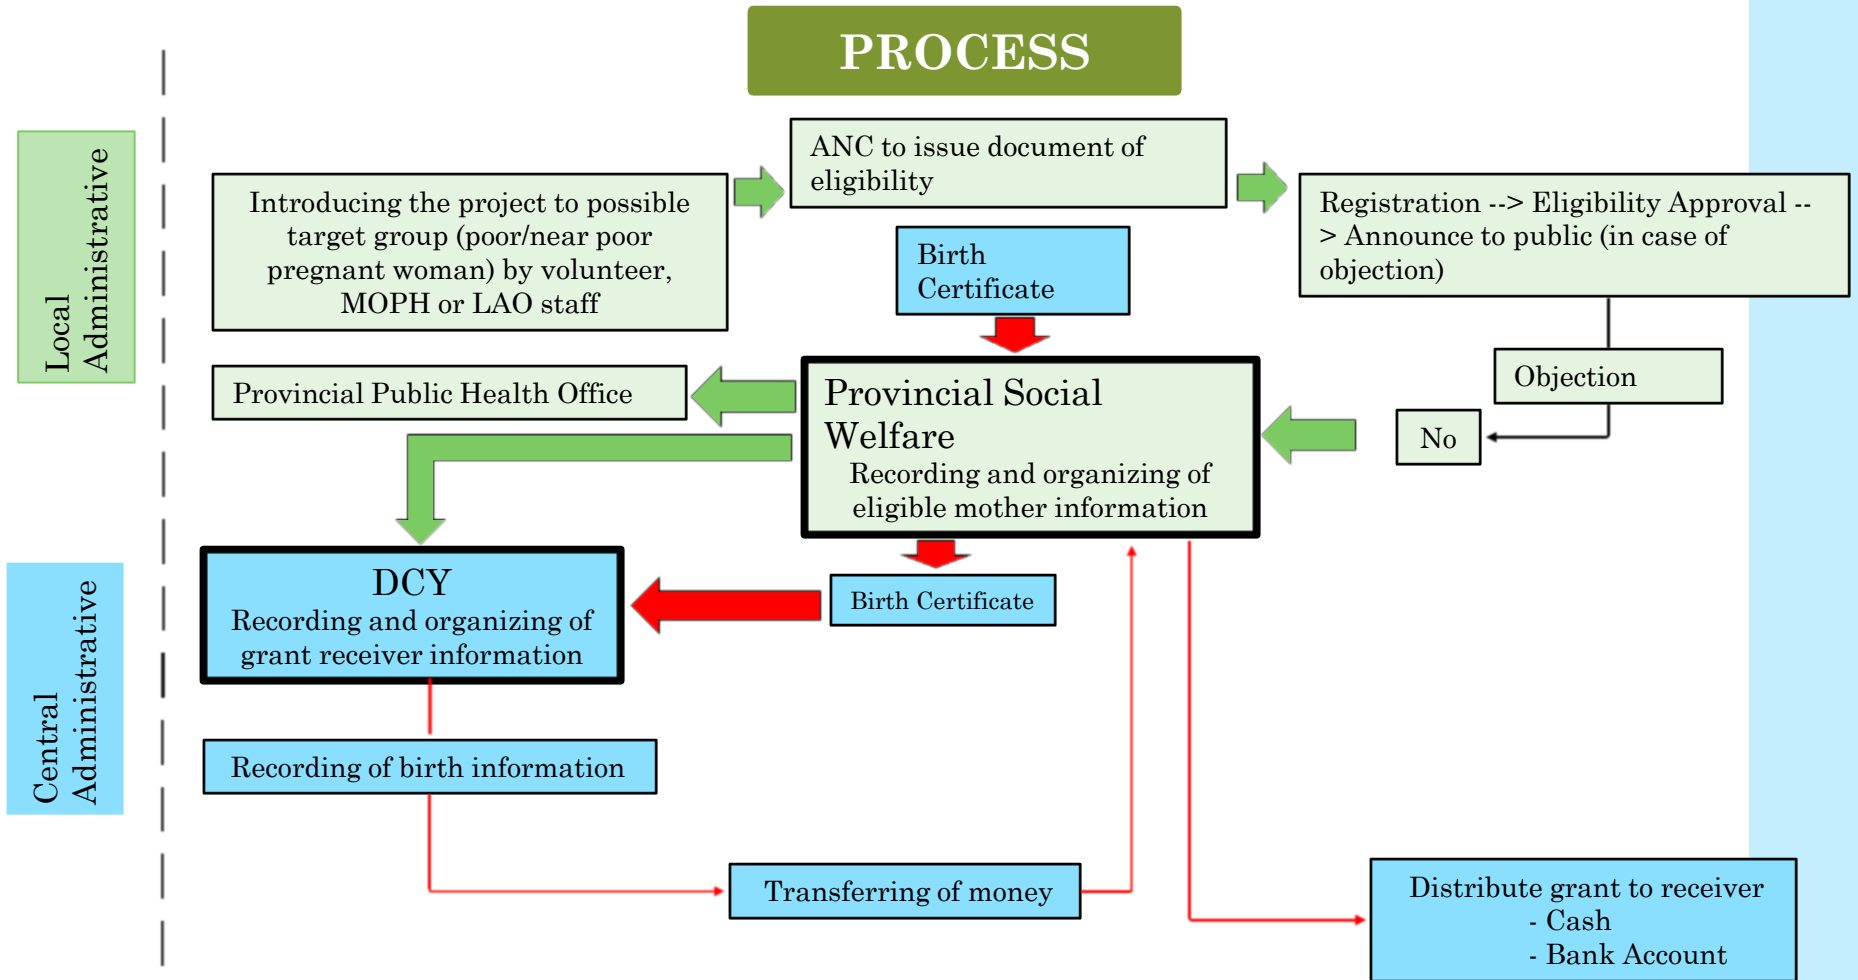 PROCESS
Local
Administrative
Introducing the project to possible
target group (poor/near poor
pregnant woman) by volunteer,
MOPH or LAO staff
ANC to issue document of
eligibility
Registration --> Eligibility Approval --
> Announce to public (in case of
objection)
Birth
Certificate
Objection
No
Provincial Social
Welfare
Recording and organizing of
eligible mother information
Provincial Public Health Office
Central
Administrative
DCY
Recording and organizing of
grant receiver information
Birth Certificate
Recording of birth information
Transferring of money
Distribute grant to receiver
- Cash
- Bank Account